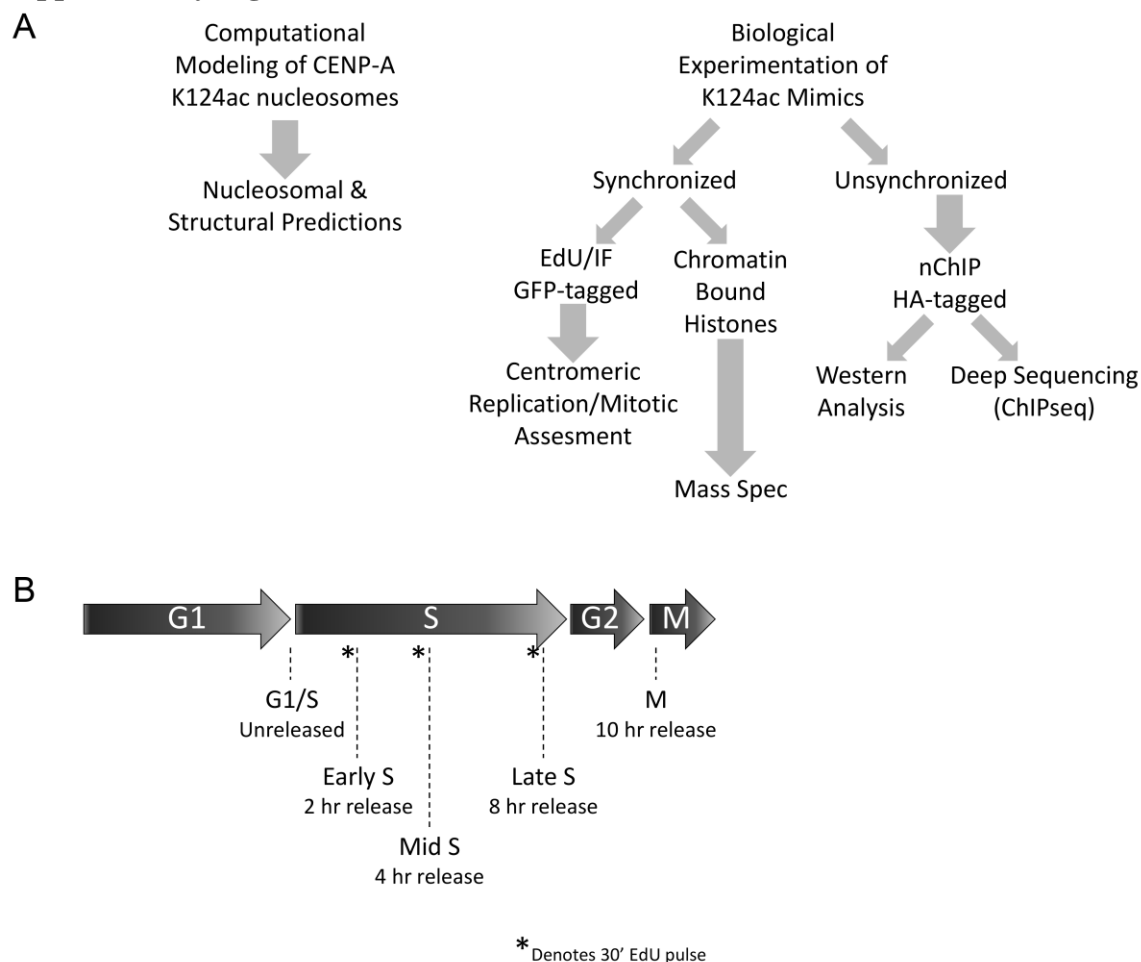 A
Computational
Modeling of CENP-A
K124ac nucleosomes
Nucleosomal &
Structural Predictions
Biological
Experimentation of
K124ac Mimics
Synchronized
Unsynchronized
EdU/IF
GFP-tagged
Chromatin
Bound
Histones
nChIP
HA-tagged
Centromeric
Replication/Mitotic
Assesment
Western
Analysis
Deep Sequencing
(ChIPseq)
Mass Spec
B
G1
S
G2
M
* * *
G1/S
Unreleased
M
10 hr release
Early S
2 hr release
Late S
8 hr release
Mid S
4 hr release
* Denotes 30' EdU pulse